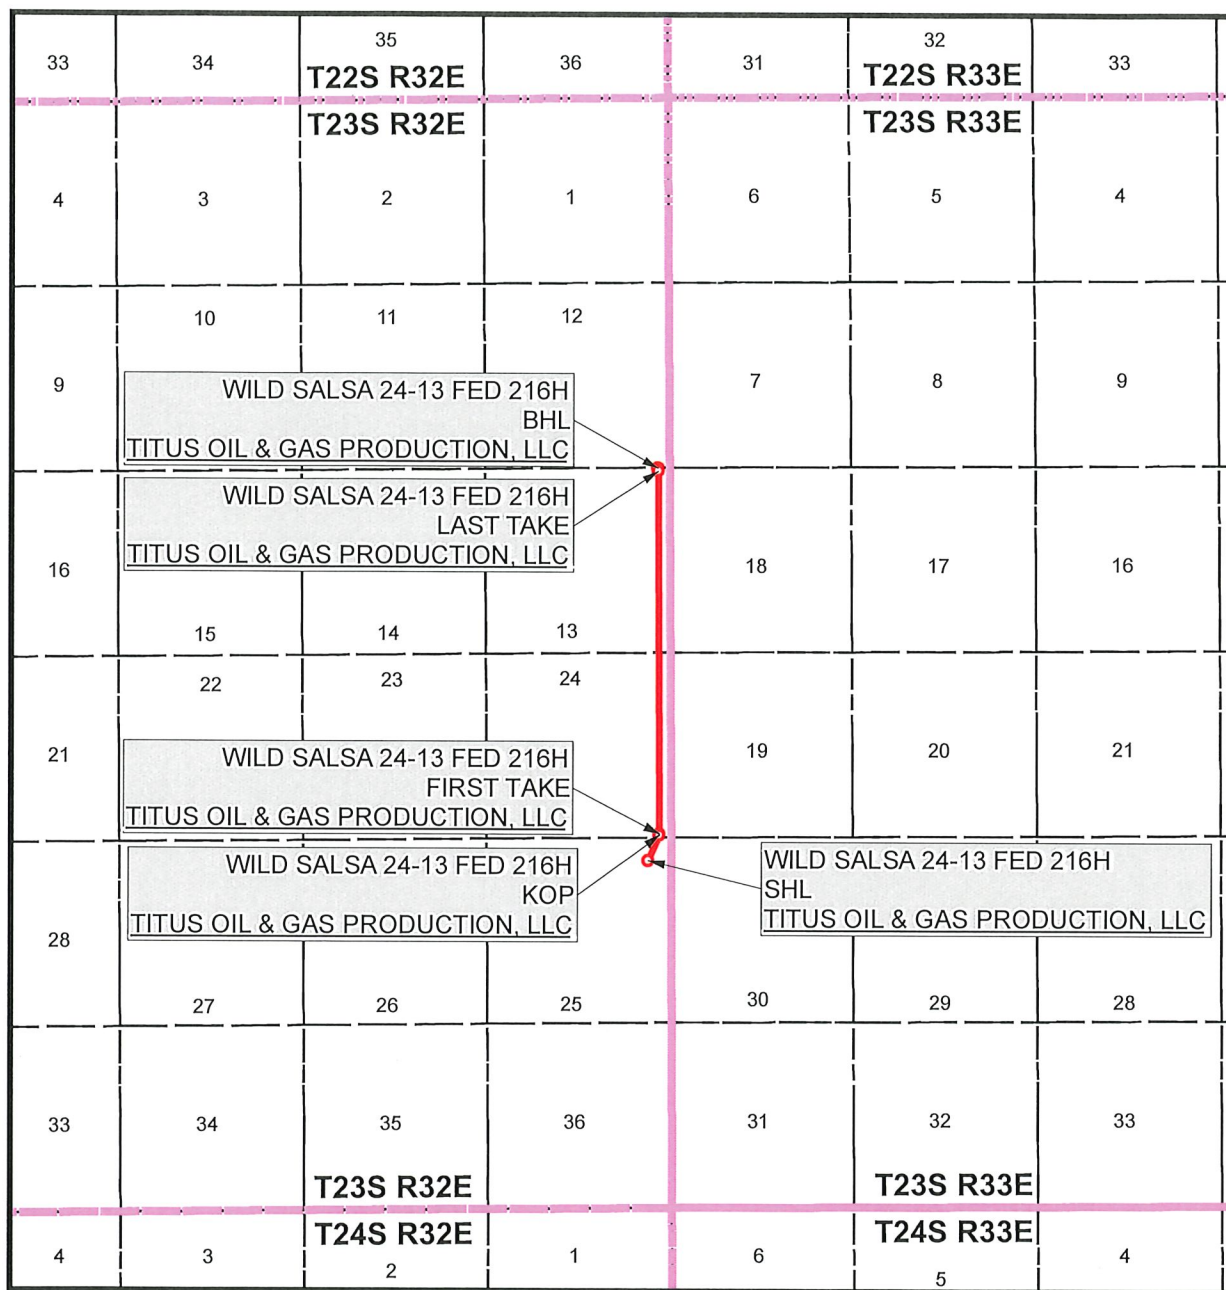 35 32
33 34 36 31 33
T22S R32E T22S R33E
T23S R32E T23S R33E
4 3 2 1 6 5 4
10 11 12
9 7 8 9
WILD SALSA 24-13 FED 216H
BHL
TITUS OIL & GAS PRODUCTION, LLC
WILD SALSA 24-13 FED 216H
LAST TAKE
TITUS OIL & GAS PRODUCTION, LLC
16 18 17 16
15 14 13
22 23 24
21 19 20 21
WILD SALSA 24-13 FED 216H
FIRST TAKE
TITUS OIL & GAS PRODUCTION, LLC
WILD SALSA 24-13 FED 216H
KOP
TITUS OIL & GAS PRODUCTION, LLC
WILD SALSA 24-13 FED 216H
SHL
TITUS OIL & GAS PRODUCTION, LLC
28
27 26 25 30 29 28
33 34 35 36 31 32 33
T23S R32E T23S R33E
T24S R32E T24S R33E
4 3 1 6 4
2 5